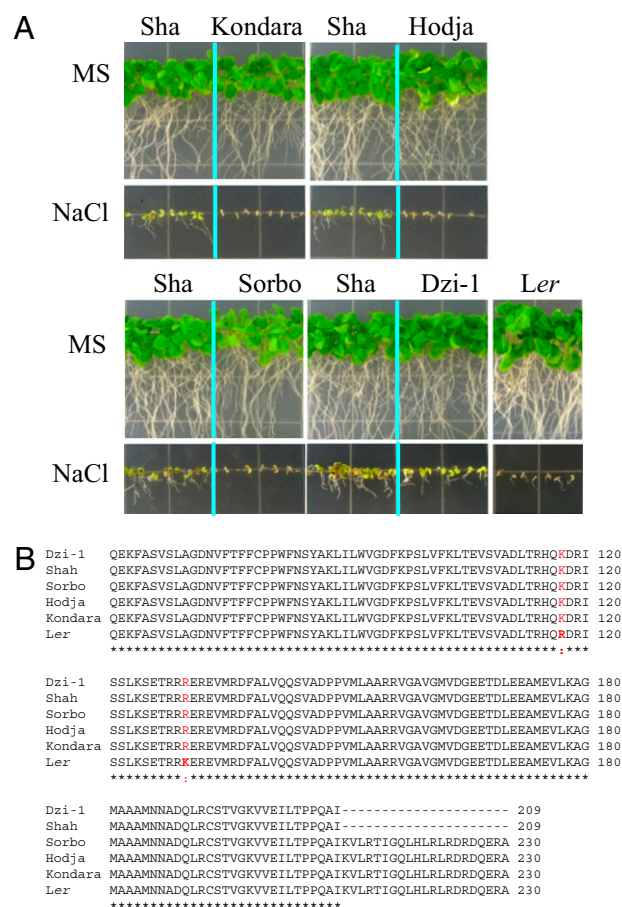 A
Sha Kondara Sha Hodja
MS
NaCl
Sha Sorbo Sha Dzi-1 Ler
MS
NaCl
B
Dzi-1 QEKFASVSLAGDNVFTFFCPPWFNSYAKLILWVGDFKPSLVFKLTEVSVADLTRHQKDRI 120
Shah QEKFASVSLAGDNVFTFFCPPWFNSYAKLILWVGDFKPSLVFKLTEVSVADLTRHQKDRI 120
Sorbo QEKFASVSLAGDNVFTFFCPPWFNSYAKLILWVGDFKPSLVFKLTEVSVADLTRHQKDRI 120
Hodja QEKFASVSLAGDNVFTFFCPPWFNSYAKLILWVGDFKPSLVFKLTEVSVADLTRHQKDRI 120
Kondara QEKFASVSLAGDNVFTFFCPPWFNSYAKLILWVGDFKPSLVFKLTEVSVADLTRHQKDRI 120
Ler QEKFASVSLAGDNVFTFFCPPWFNSYAKLILWVGDFKPSLVFKLTEVSVADLTRHQRDRI 120
********************************************************:***
Dzi-1 SSLKSETRRREREVMRDFALVQQSVADPPVMLAARRVGAVGMVDGEETDLEEAMEVLKAG 180
Shah SSLKSETRRREREVMRDFALVQQSVADPPVMLAARRVGAVGMVDGEETDLEEAMEVLKAG 180
Sorbo SSLKSETRRREREVMRDFALVQQSVADPPVMLAARRVGAVGMVDGEETDLEEAMEVLKAG 180
Hodja SSLKSETRRREREVMRDFALVQQSVADPPVMLAARRVGAVGMVDGEETDLEEAMEVLKAG 180
Kondara SSLKSETRRREREVMRDFALVQQSVADPPVMLAARRVGAVGMVDGEETDLEEAMEVLKAG 180
Ler SSLKSETRRKEREVMRDFALVQQSVADPPVMLAARRVGAVGMVDGEETDLEEAMEVLKAG 180
*********:**************************************************
Dzi-1 MAAAMNNADQLRCSTVGKVVEILTPPQAI--------------------- 209
Shah MAAAMNNADQLRCSTVGKVVEILTPPQAI--------------------- 209
Sorbo MAAAMNNADQLRCSTVGKVVEILTPPQAIKVLRTIGQLHLRLRDRDQERA 230
Hodja MAAAMNNADQLRCSTVGKVVEILTPPQAIKVLRTIGQLHLRLRDRDQERA 230
Kondara MAAAMNNADQLRCSTVGKVVEILTPPQAIKVLRTIGQLHLRLRDRDQERA 230
Ler MAAAMNNADQLRCSTVGKVVEILTPPQAIKVLRTIGQLHLRLRDRDQERA 230
*****************************